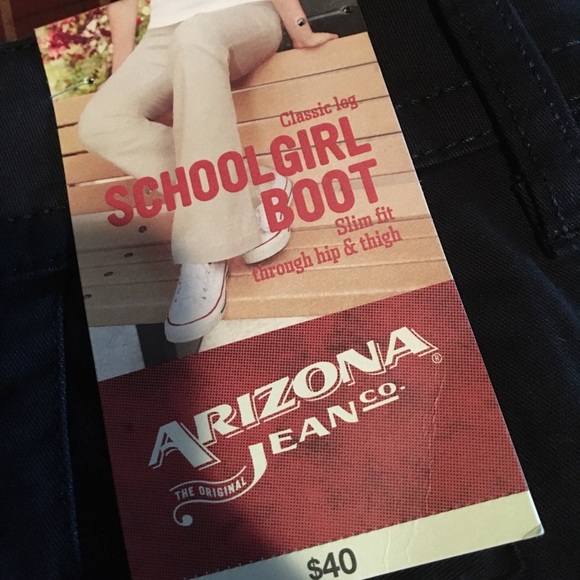 Classic leg
SCHOOLGIRL
BOOT
Slim fit
through hip & thigh
ARIZONA®
JEAN CO.
THE ORIGINAL
$40